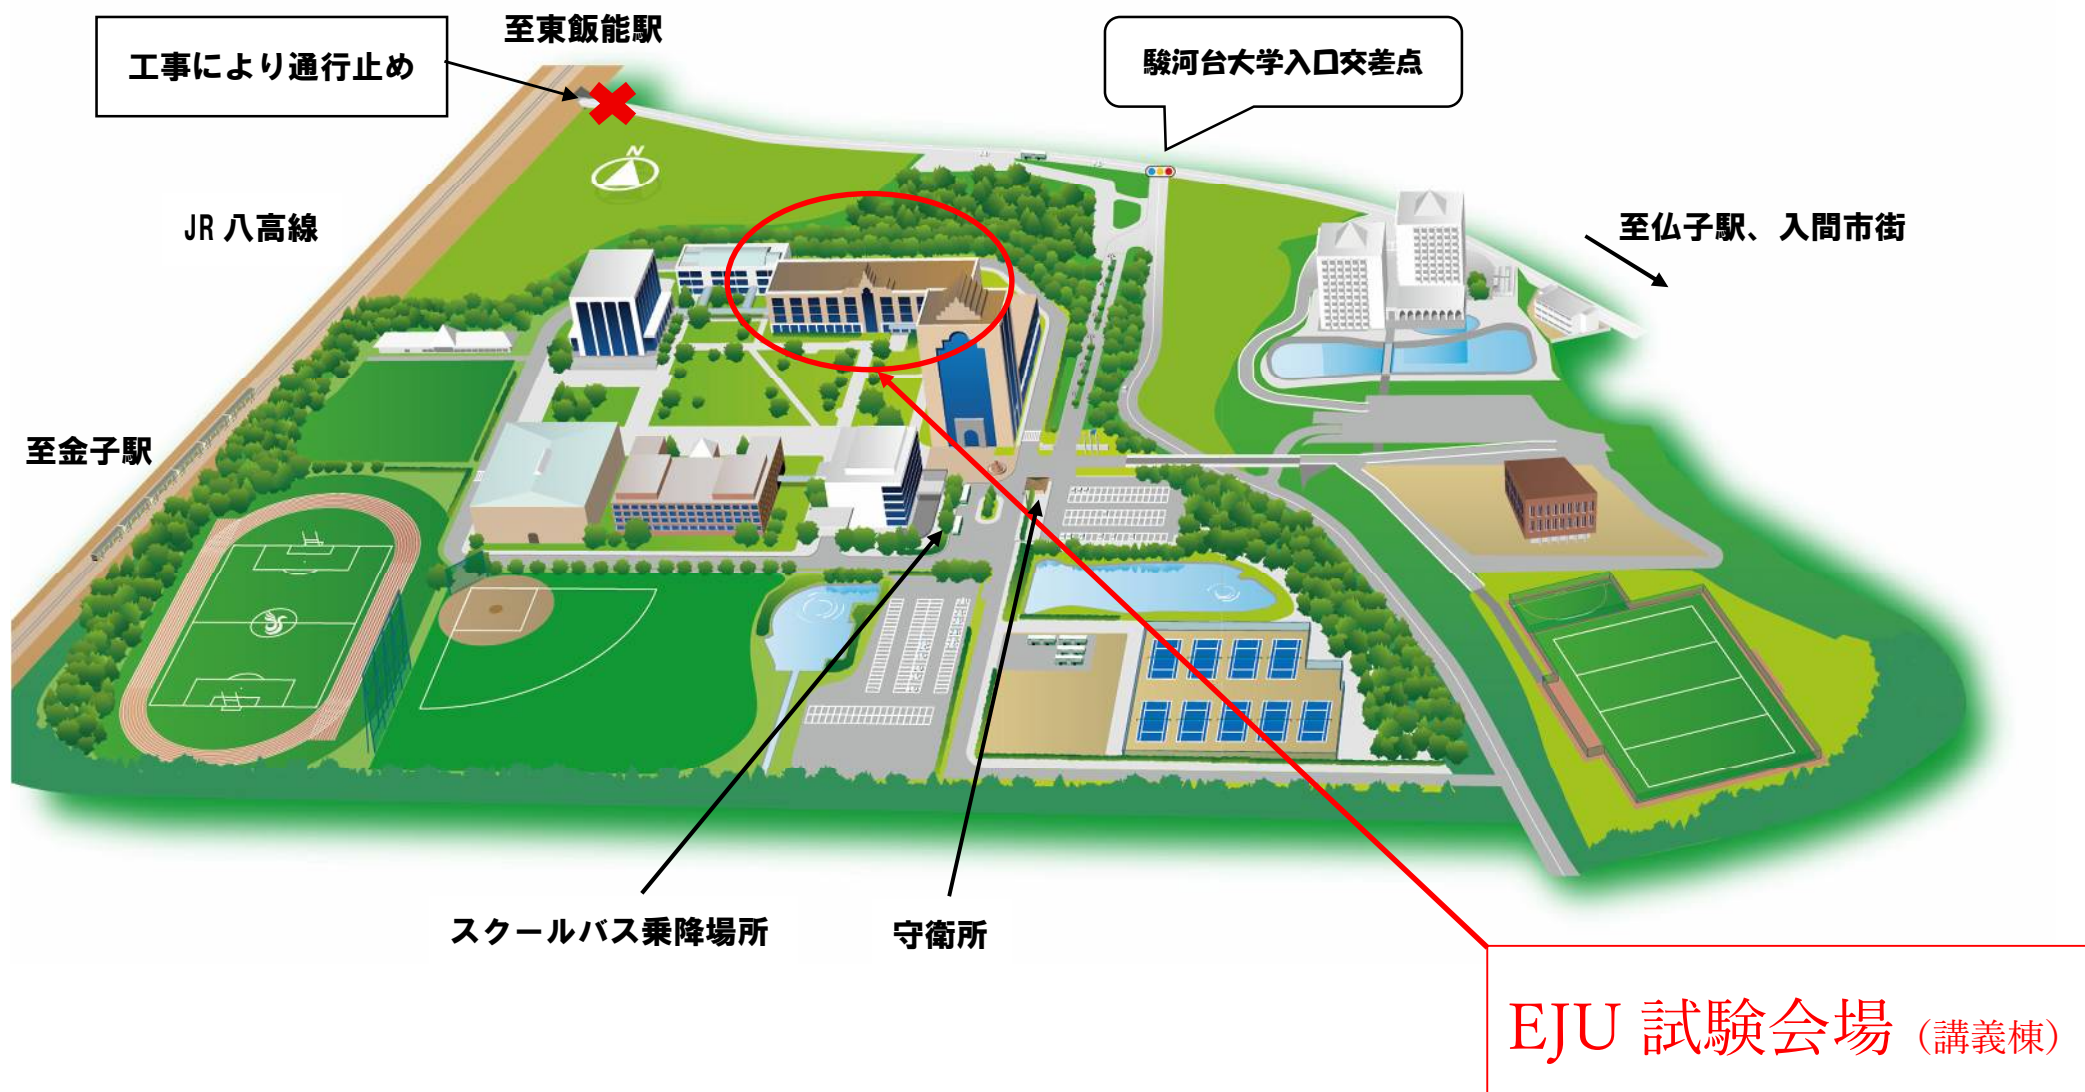 至東飯能駅
工事により通行止め
駿河台大学入口交差点
N
JR 八高線
至仏子駅、入間市街
至金子駅
スクールバス乗降場所
守衛所
EJU 試験会場（講義棟）